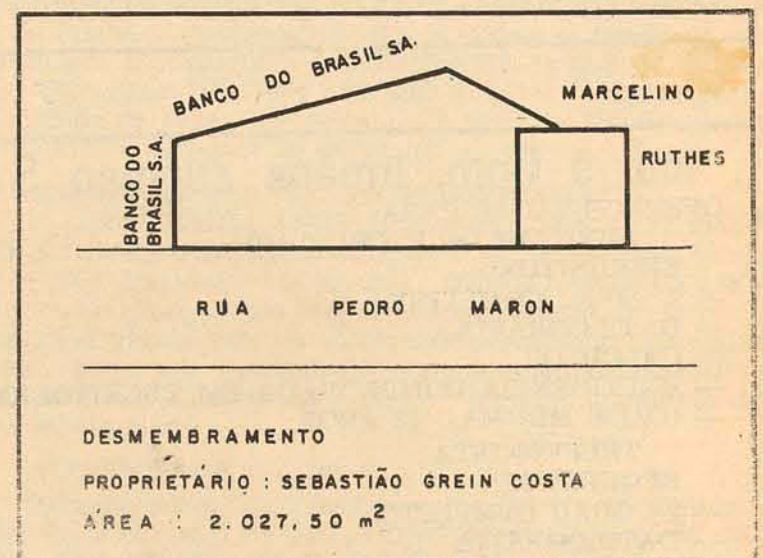 BANCO DO BRASIL S.A.
MARCELINO
BANCO DO
BRASIL S.A.
RUTHES
RUA PEDRO MARON
DESMEMBRAMENTO
PROPRIETÁRIO : SEBASTIÃO GREIN COSTA
ÁREA : 2.027,50 m²